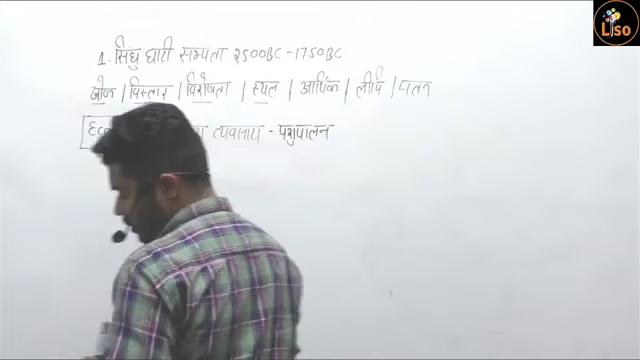 1. सिंधु घाटी सभ्यता 2500BC-1750BC
खोज / विस्तार / विशेषता / स्थल / आर्थिक / लिपि / पतन
व्यवसाय - पशुपालन
Liso